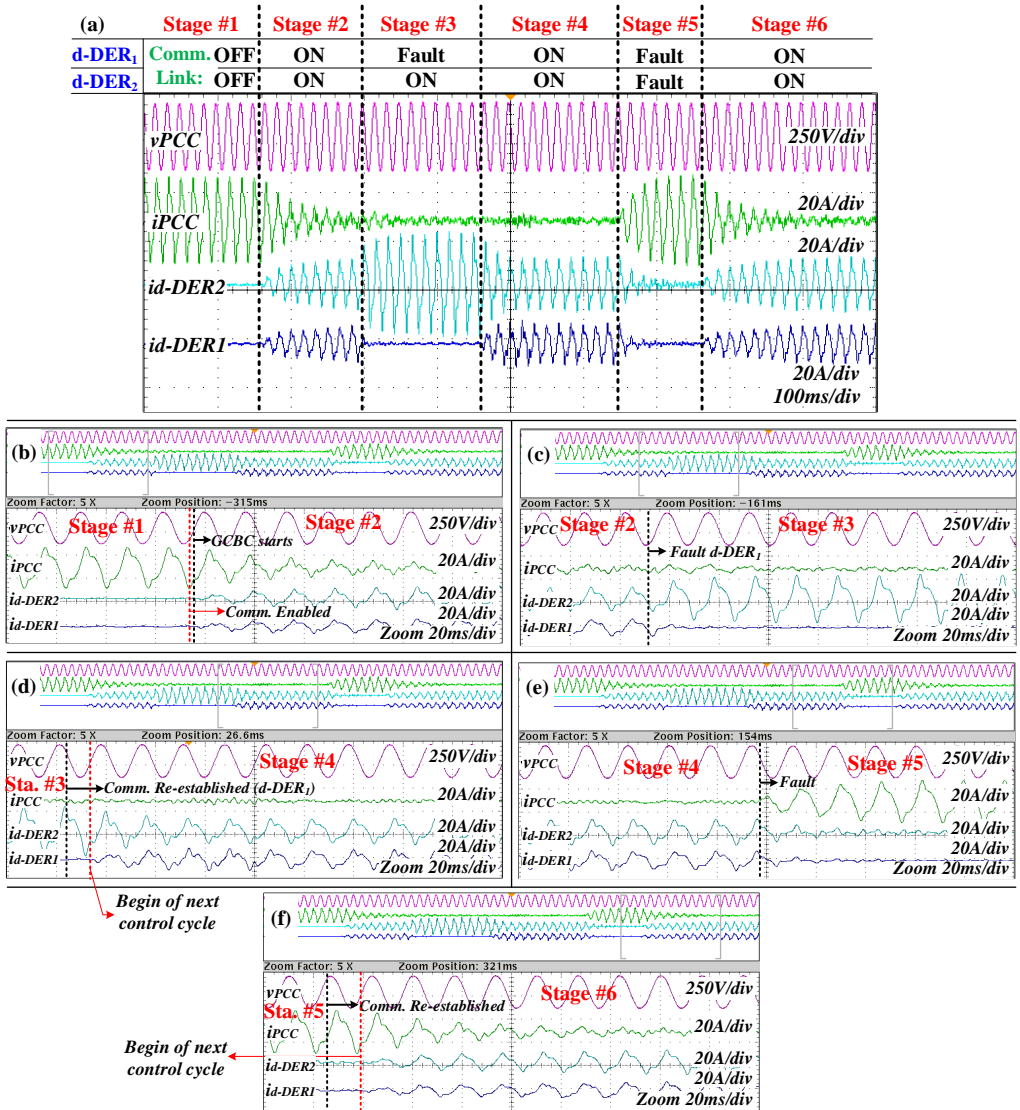 (a) Stage #1 Stage #2 Stage #3 Stage #4 Stage #5 Stage #6
d-DER1 Comm. OFF ON Fault ON Fault ON
d-DER2 Link: OFF ON ON ON Fault ON
vPCC 250V/div
20A/div
iPCC
20A/div
id-DER2
id-DER1
20A/div
100ms/div
(b)
Zoom Factor: 5 X Zoom Position: −315ms
vPCC Stage #1 Stage #2 250V/div
GCBC starts
iPCC 20A/div
id-DER2 20A/div
Comm. Enabled 20A/div
id-DER1 Zoom 20ms/div
(c)
Zoom Factor: 5 X Zoom Position: −161ms
vPCC Stage #2 Stage #3 250V/div
Fault d-DER1
iPCC 20A/div
id-DER2 20A/div
20A/div
id-DER1 Zoom 20ms/div
(d)
Zoom Factor: 5 X Zoom Position: 26.6ms
vPCC Stage #4 250V/div
Sta. #3 Comm. Re-established (d-DER1)
iPCC 20A/div
id-DER2 20A/div
20A/div
id-DER1 Zoom 20ms/div
Begin of next
control cycle
(e)
Zoom Factor: 5 X Zoom Position: 154ms
vPCC Stage #4 Stage #5 250V/div
Fault
iPCC 20A/div
id-DER2 20A/div
20A/div
id-DER1 Zoom 20ms/div
(f)
Zoom Factor: 5 X Zoom Position: 321ms
vPCC Stage #6 250V/div
Sta. #5 Comm. Re-established
iPCC 20A/div
Begin of next
control cycle
id-DER2 20A/div
20A/div
id-DER1 Zoom 20ms/div